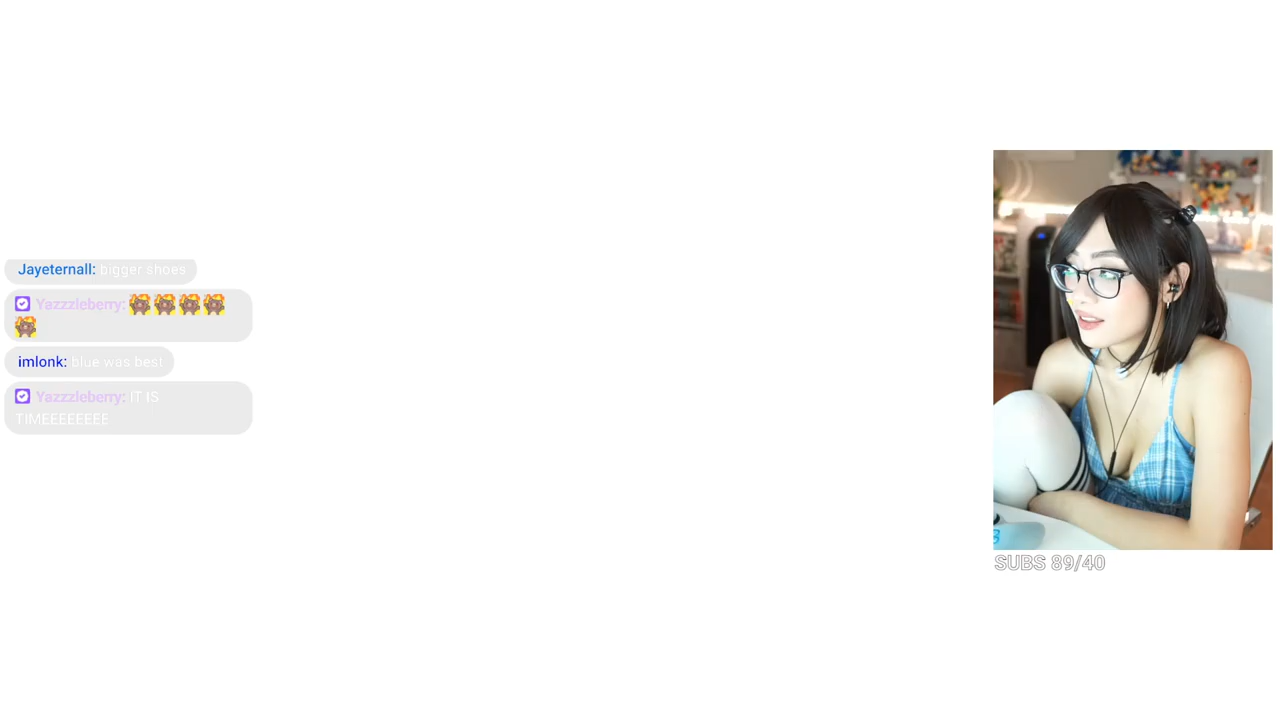 Jayeternall: bigger shoes
Yazzzleberry:
imlonk: blue was best
Yazzzleberry: IT IS
TIMEEEEEEEE
SUBS 89/40